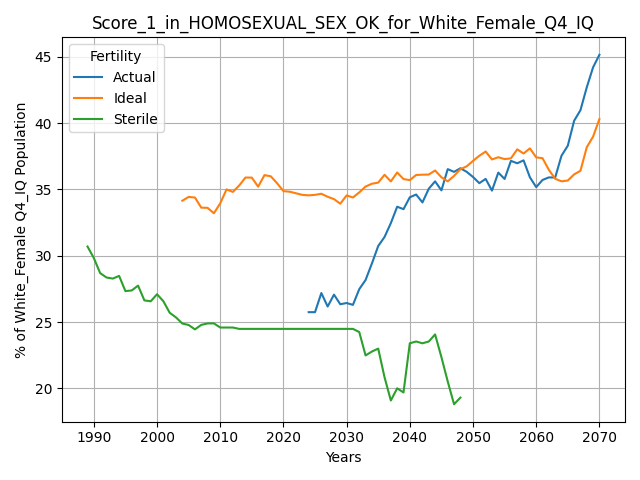 Score_1_in_HOMOSEXUAL_SEX_OK_for_White_Female_Q4_IQ
Fertility
Actual
Ideal
Sterile
% of White_Female Q4_IQ Population
45
40
35
30
25
20
1990 2000 2010 2020 2030 2040 2050 2060 2070
Years